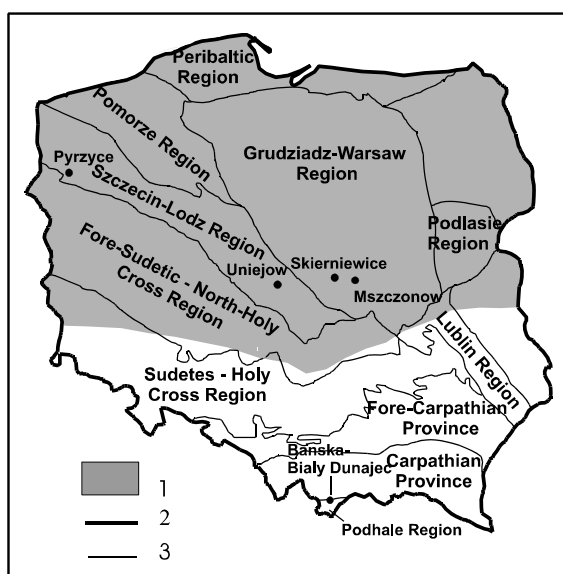 Peribaltic
Region
Pomorze Region
Grudziadz-Warsaw
Region
Pyrzyce
Szczecin-Lodz Region
Podlasie
Region
Fore-Sudetic - North-Holy
Cross Region
Uniejow
Skierniewice
Mszczonow
Lublin Region
Sudetes - Holy
Cross Region
Fore-Carpathian
Province
Banska-
Bialy Dunajec
Carpathian
Province
Podhale Region
1
2
3